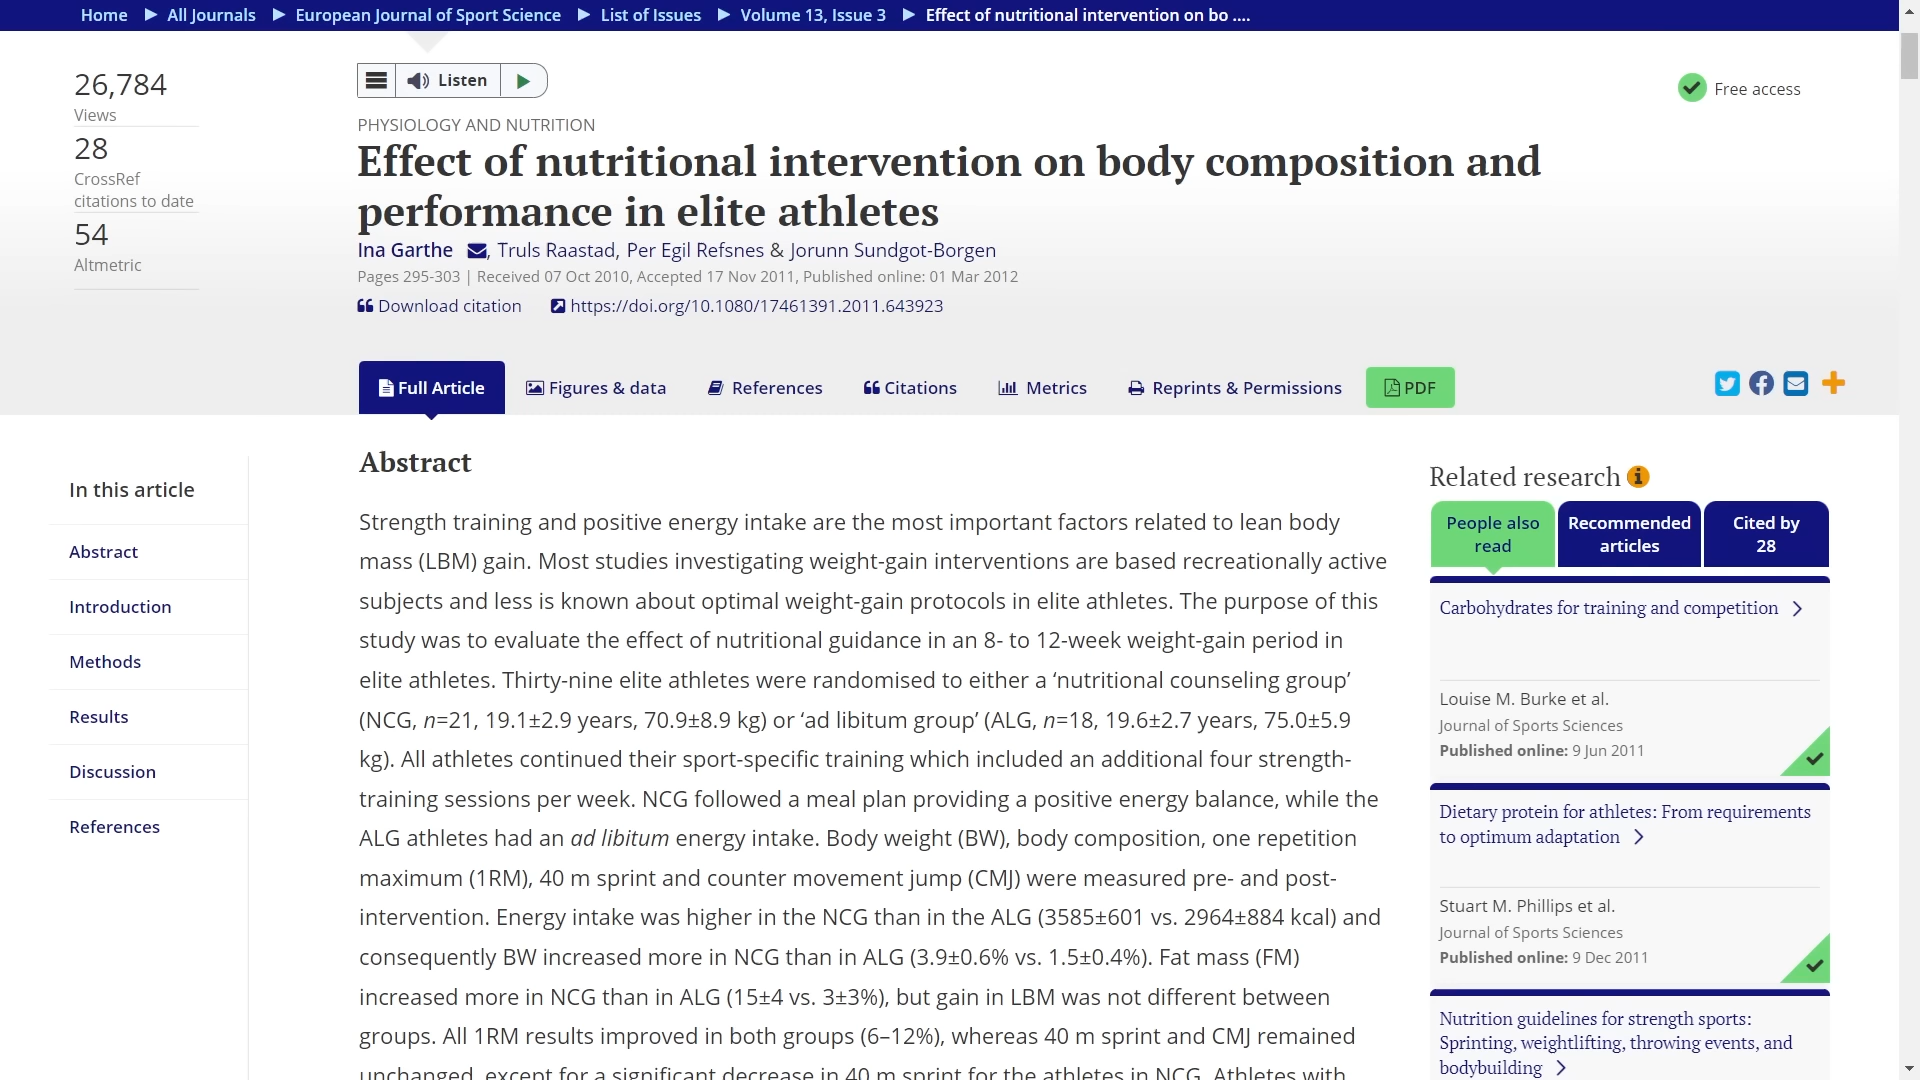 Home ▶ All Journals ▶ European Journal of Sport Science ▶ List of Issues ▶ Volume 13, Issue 3 ▶ Effect of nutritional intervention on bo ....
26,784
Views
28
CrossRef
citations to date
54
Altmetric
Listen
Free access
PHYSIOLOGY AND NUTRITION
Effect of nutritional intervention on body composition and
performance in elite athletes
Ina Garthe , Truls Raastad, Per Egil Refsnes & Jorunn Sundgot-Borgen
Pages 295-303 | Received 07 Oct 2010, Accepted 17 Nov 2011, Published online: 01 Mar 2012
Download citation https://doi.org/10.1080/17461391.2011.643923
Full Article Figures & data References Citations Metrics Reprints & Permissions PDF
In this article
Abstract
Introduction
Methods
Results
Discussion
References
Abstract
Strength training and positive energy intake are the most important factors related to lean body
mass (LBM) gain. Most studies investigating weight-gain interventions are based recreationally active
subjects and less is known about optimal weight-gain protocols in elite athletes. The purpose of this
study was to evaluate the effect of nutritional guidance in an 8- to 12-week weight-gain period in
elite athletes. Thirty-nine elite athletes were randomised to either a ‘nutritional counseling group’
(NCG, n=21, 19.1±2.9 years, 70.9±8.9 kg) or ‘ad libitum group’ (ALG, n=18, 19.6±2.7 years, 75.0±5.9
kg). All athletes continued their sport-specific training which included an additional four strength-
training sessions per week. NCG followed a meal plan providing a positive energy balance, while the
ALG athletes had an ad libitum energy intake. Body weight (BW), body composition, one repetition
maximum (1RM), 40 m sprint and counter movement jump (CMJ) were measured pre- and post-
intervention. Energy intake was higher in the NCG than in the ALG (3585±601 vs. 2964±884 kcal) and
consequently BW increased more in NCG than in ALG (3.9±0.6% vs. 1.5±0.4%). Fat mass (FM)
increased more in NCG than in ALG (15±4 vs. 3±3%), but gain in LBM was not different between
groups. All 1RM results improved in both groups (6–12%), whereas 40 m sprint and CMJ remained
unchanged, except for a significant decrease in 40 m sprint for the athletes in NCG. Athletes with
Related research
People also
read
Recommended
articles
Cited by
28
Carbohydrates for training and competition
Louise M. Burke et al.
Journal of Sports Sciences
Published online: 9 Jun 2011
Dietary protein for athletes: From requirements
to optimum adaptation
Stuart M. Phillips et al.
Journal of Sports Sciences
Published online: 9 Dec 2011
Nutrition guidelines for strength sports:
Sprinting, weightlifting, throwing events, and
bodybuilding